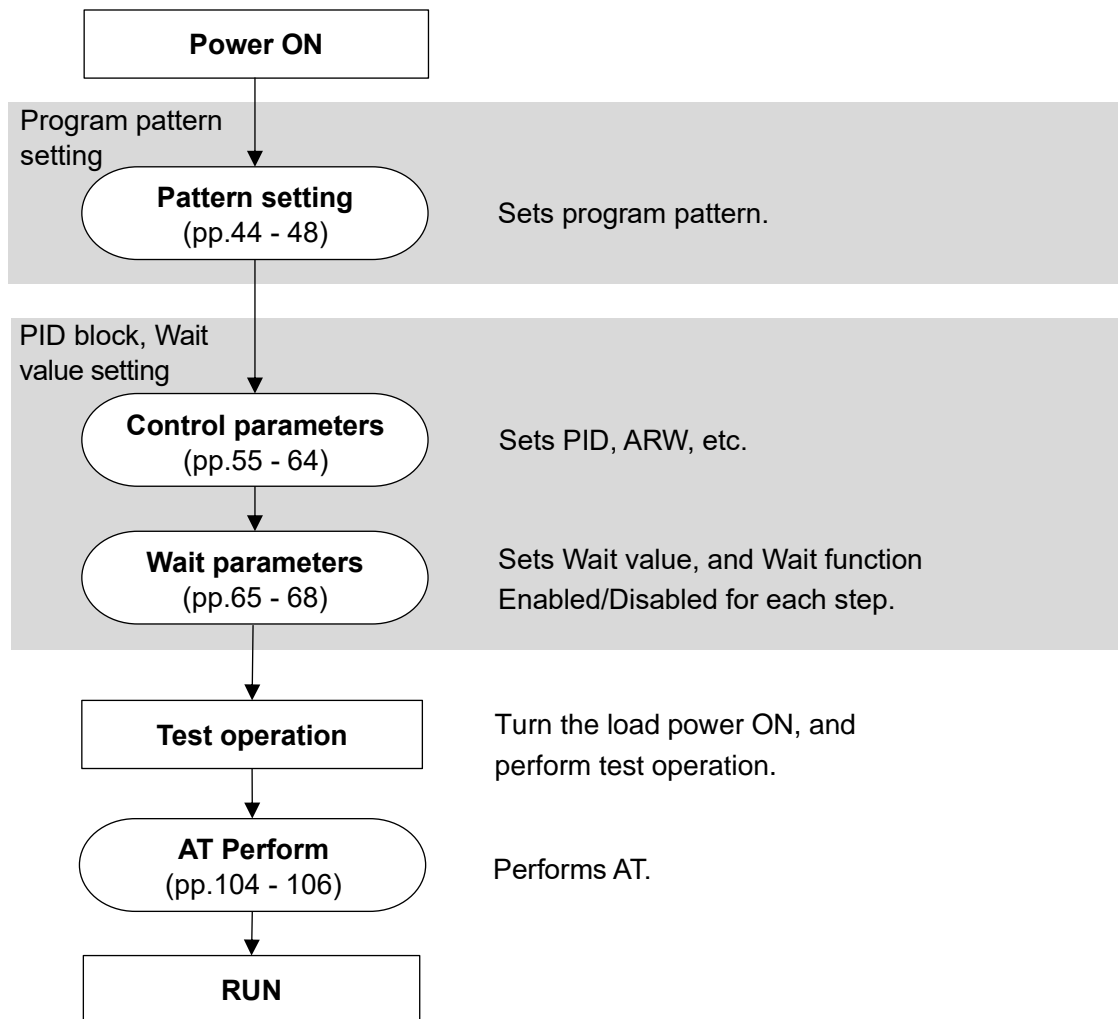 Power ON
Program pattern
setting
Pattern setting
(pp.44 - 48)
Sets program pattern.
PID block, Wait
value setting
Control parameters
(pp.55 - 64)
Sets PID, ARW, etc.
Wait parameters
(pp.65 - 68)
Sets Wait value, and Wait function
Enabled/Disabled for each step.
Test operation
Turn the load power ON, and
perform test operation.
AT Perform
(pp.104 - 106)
Performs AT.
RUN